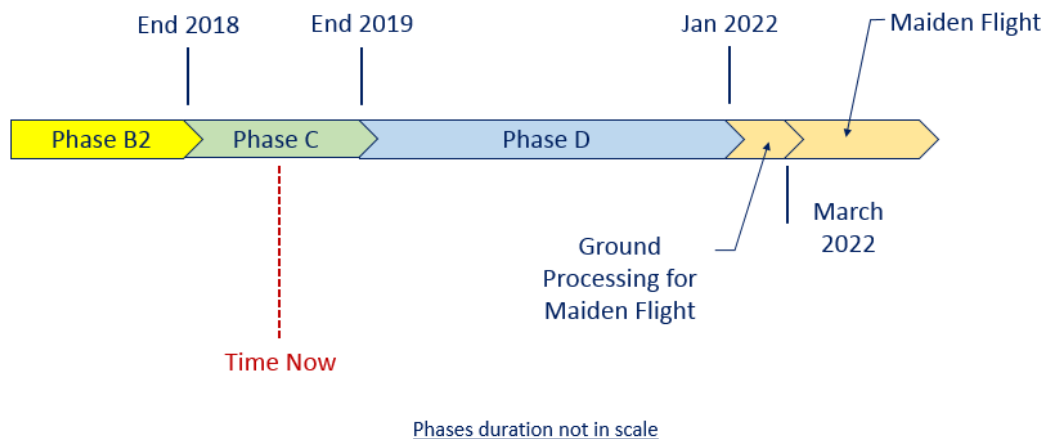 Maiden Flight
End 2018
End 2019
Jan 2022
Phase B2
Phase C
Phase D
March
2022
Ground
Processing for
Maiden Flight
Time Now
Phases duration not in scale